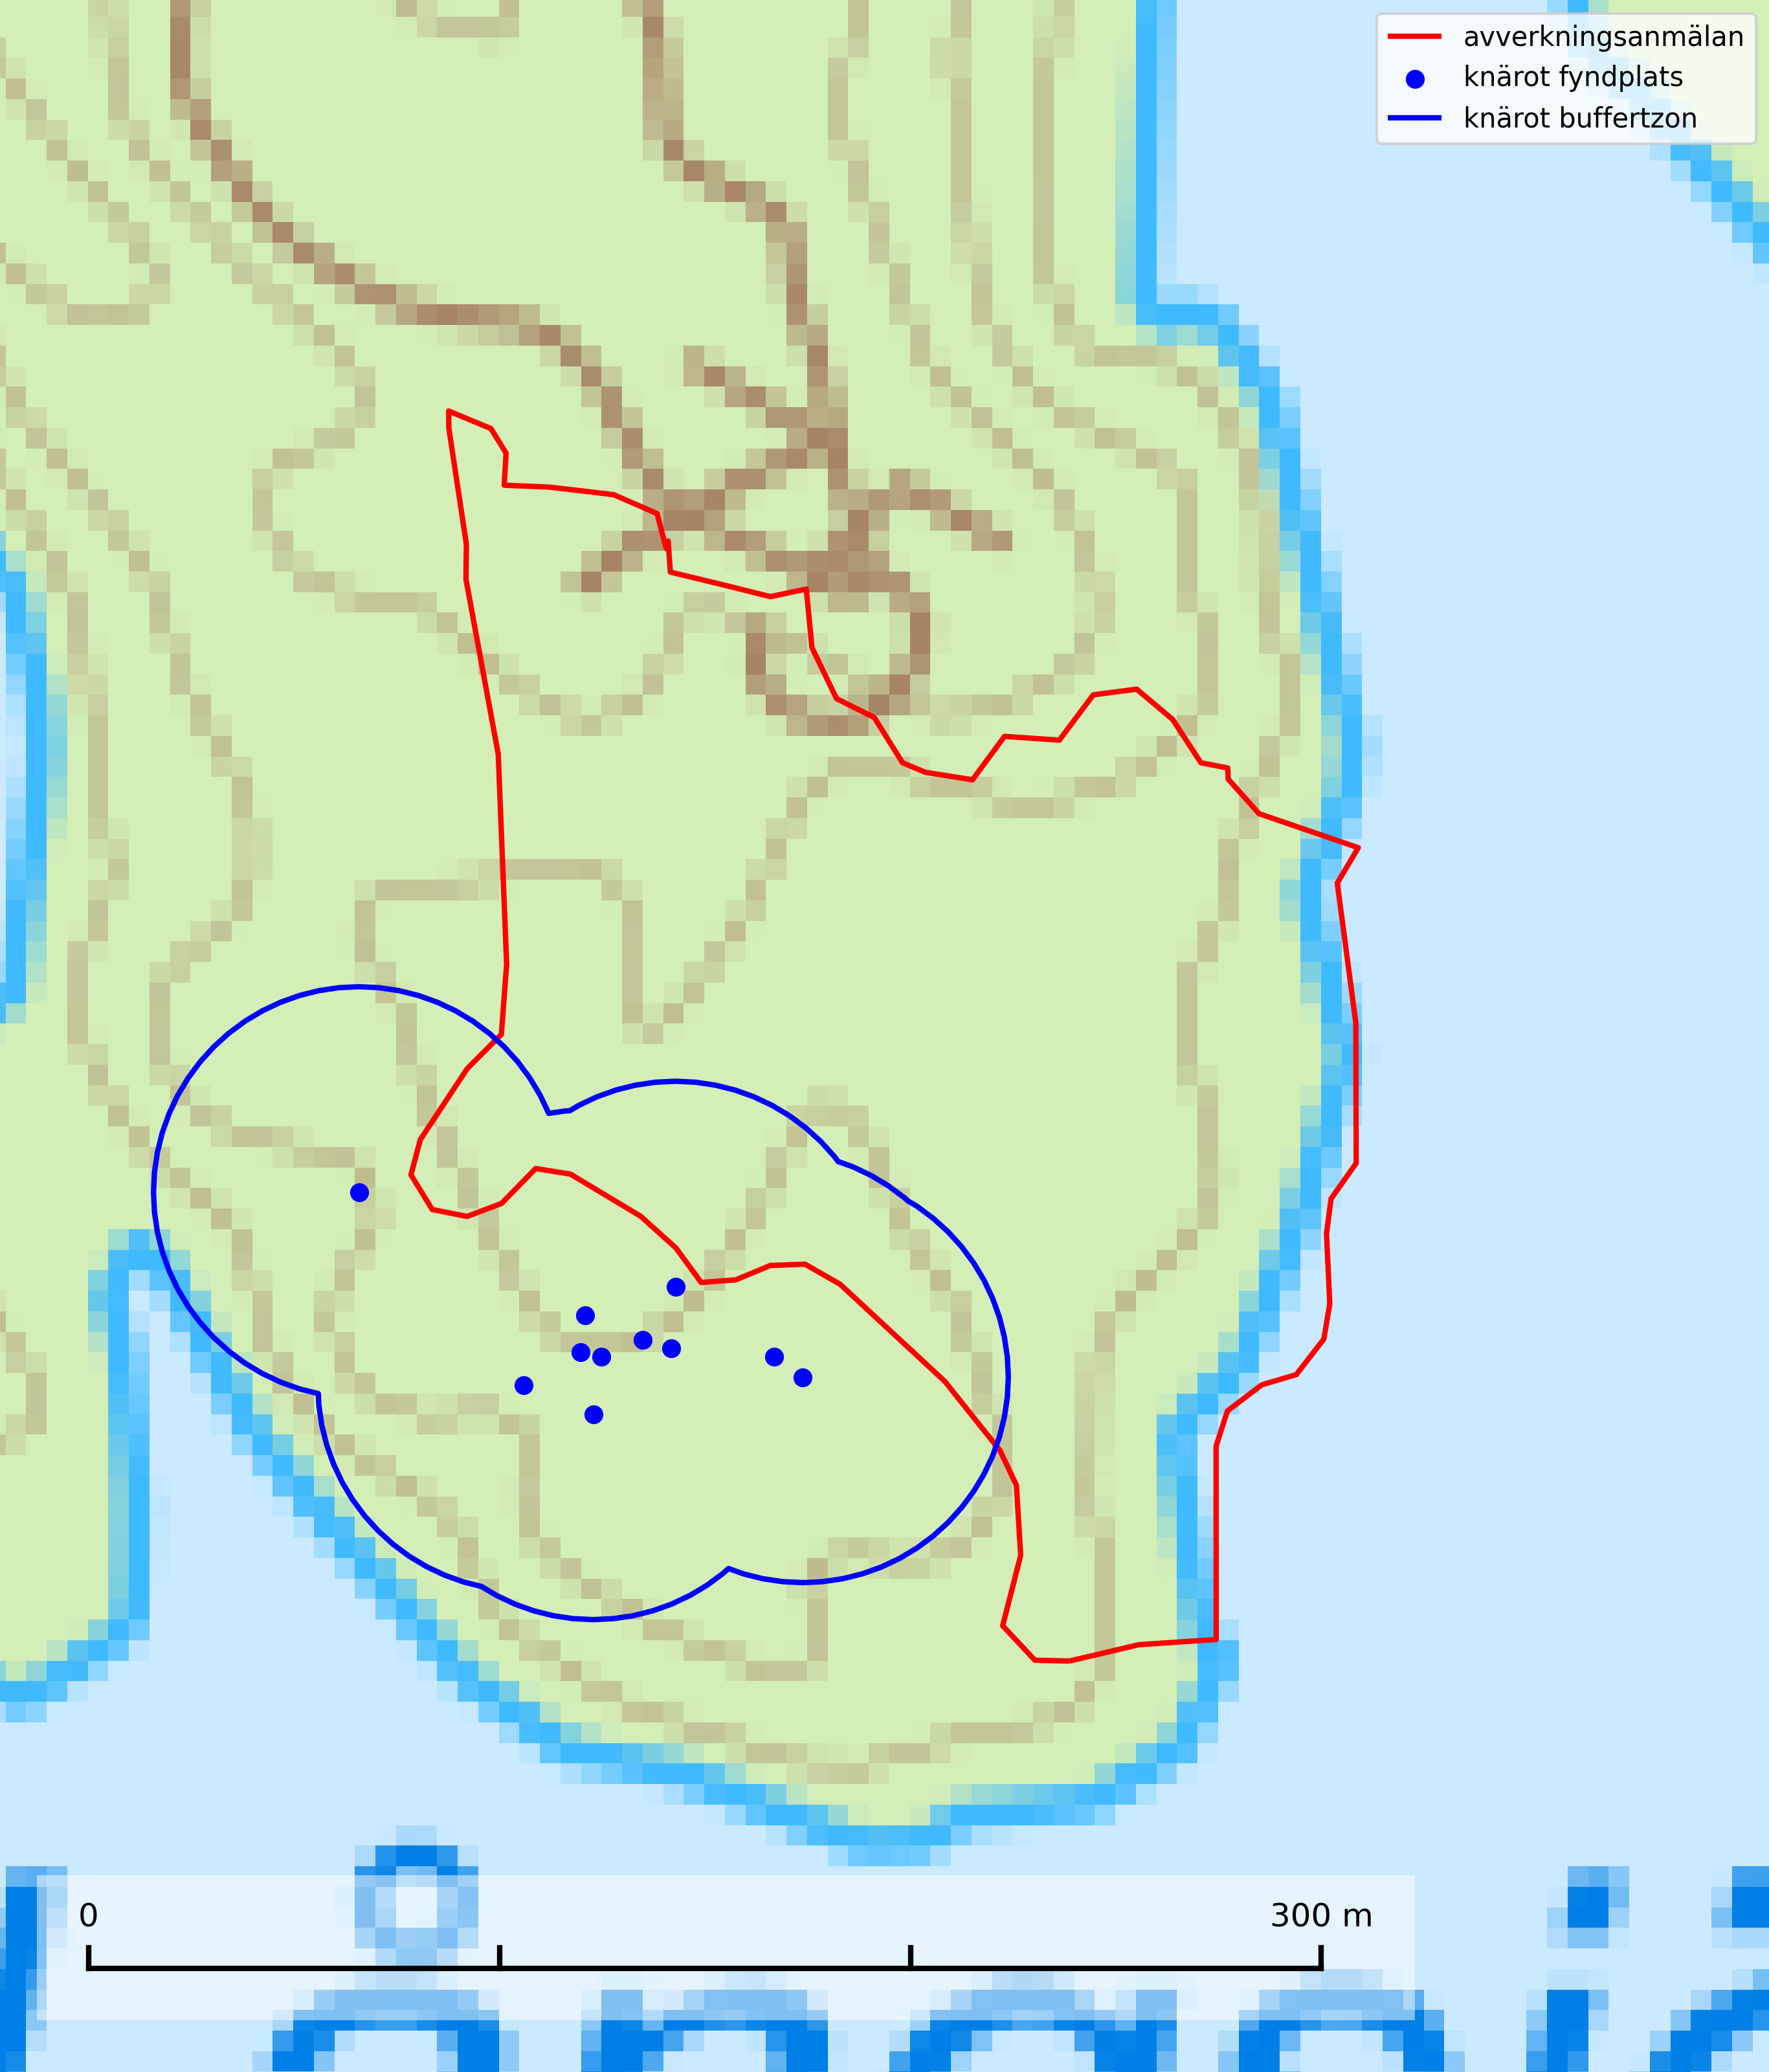 avverkningsanmälan
knärot fyndplats
knärot buffertzon
0
300 m